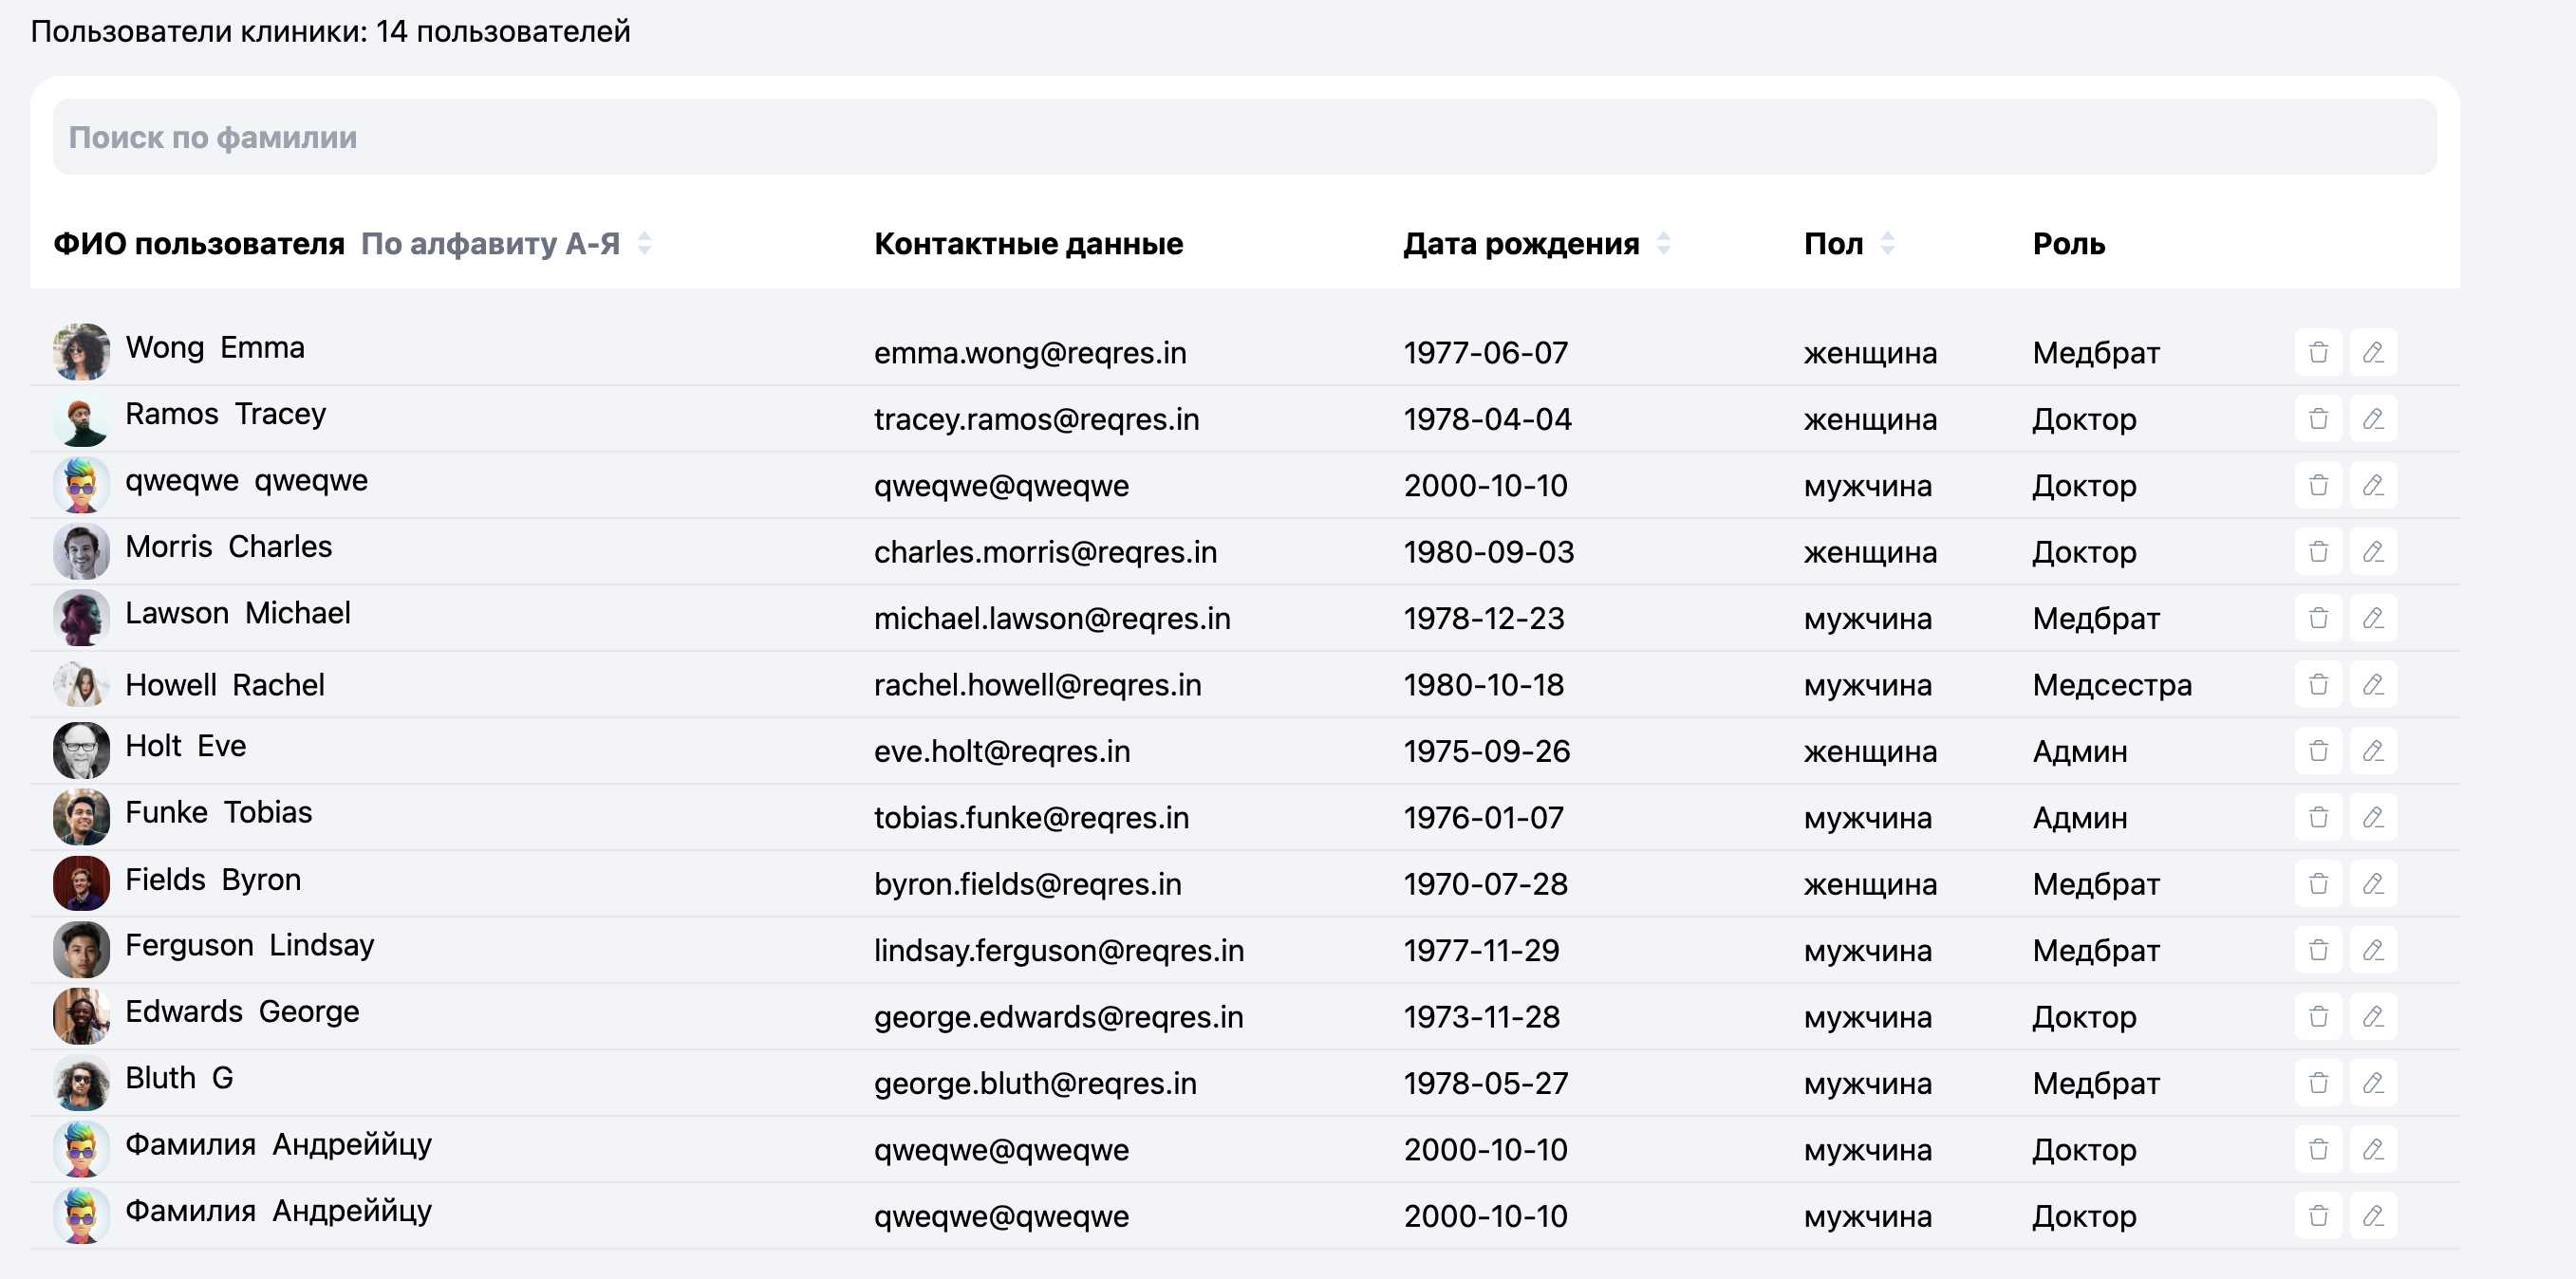 Пользователи клиники: 14 пользователей
Поиск по фамилии
ФИО пользователя По алфавиту А-Я Контактные данные Дата рождения Пол Роль
Wong Emma emma.wong@reqres.in 1977-06-07 женщина Медбрат
Ramos Tracey tracey.ramos@reqres.in 1978-04-04 женщина Доктор
qweqwe qweqwe qweqwe@qweqwe 2000-10-10 мужчина Доктор
Morris Charles charles.morris@reqres.in 1980-09-03 женщина Доктор
Lawson Michael michael.lawson@reqres.in 1978-12-23 мужчина Медбрат
Howell Rachel rachel.howell@reqres.in 1980-10-18 мужчина Медсестра
Holt Eve eve.holt@reqres.in 1975-09-26 женщина Админ
Funke Tobias tobias.funke@reqres.in 1976-01-07 мужчина Админ
Fields Byron byron.fields@reqres.in 1970-07-28 женщина Медбрат
Ferguson Lindsay lindsay.ferguson@reqres.in 1977-11-29 мужчина Медбрат
Edwards George george.edwards@reqres.in 1973-11-28 мужчина Доктор
Bluth G george.bluth@reqres.in 1978-05-27 мужчина Медбрат
Фамилия Андреййцу qweqwe@qweqwe 2000-10-10 мужчина Доктор
Фамилия Андреййцу qweqwe@qweqwe 2000-10-10 мужчина Доктор